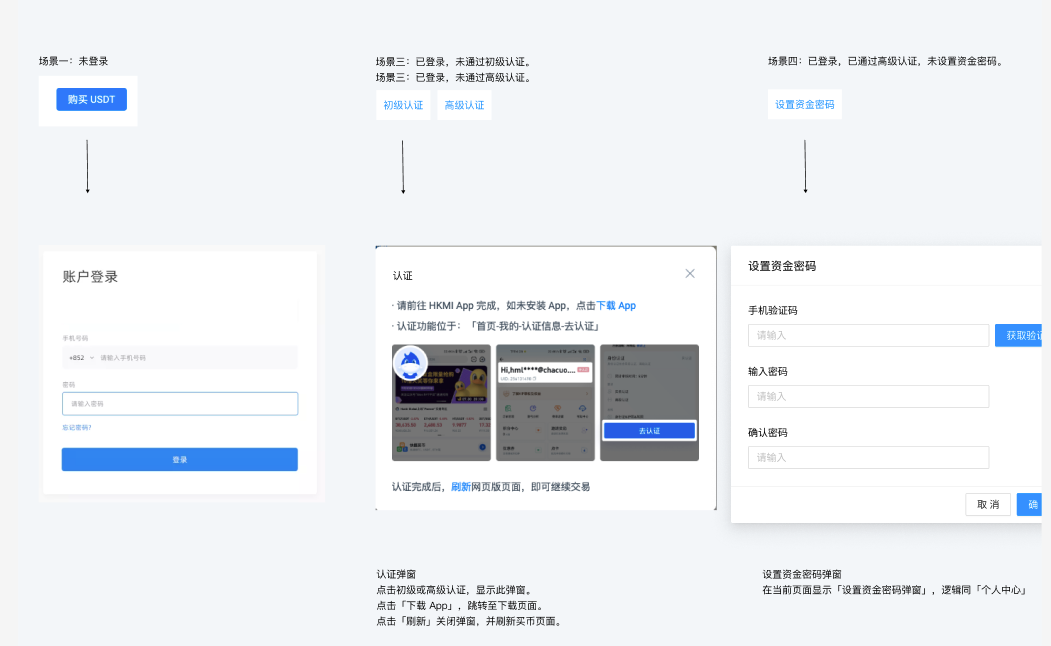 场景一：未登录
购买 USDT
账户登录
手机号码
+852
请输入手机号码
密码
请输入密码
忘记密码?
登录
场景三：已登录，未通过初级认证。
场景三：已登录，未通过高级认证。
初级认证
高级认证
认证
· 请前往 HKMI App 完成，如未安装 App，点击下载 App
· 认证功能位于：「首页-我的-认证信息-去认证」
Hi,hml****@chacuo....
去认证
认证完成后，刷新网页版页面，即可继续交易
认证弹窗
点击初级或高级认证，显示此弹窗。
点击「下载 App」，跳转至下载页面。
点击「刷新」关闭弹窗，并刷新买币页面。
场景四：已登录，已通过高级认证，未设置资金密码。
设置资金密码
设置资金密码
手机验证码
请输入
获取验证
输入密码
请输入
确认密码
请输入
取 消
确
设置资金密码弹窗
在当前页面显示「设置资金密码弹窗」，逻辑同「个人中心」